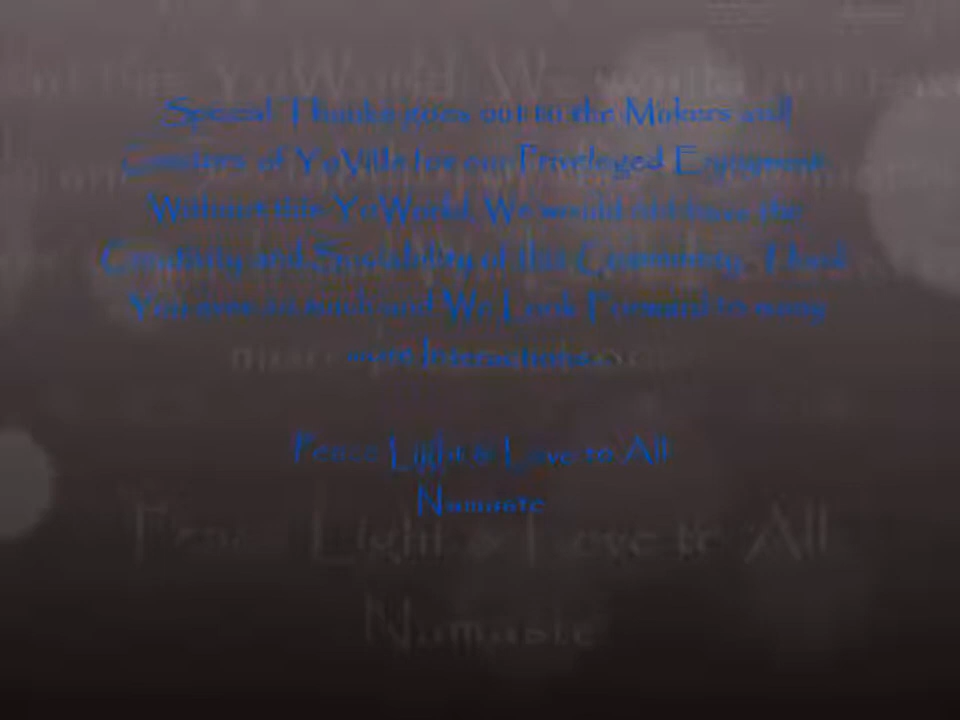 Special Thanks goes out to the Makers and
Creators of YoVille for our Privileged Enjoyment
Without this YoWorld, We would not have the
Creativity and Sociability of this Community. Thank
You ever so much and We Look Forward to many
more Interactions...
Peace Light & Love to All
Namaste